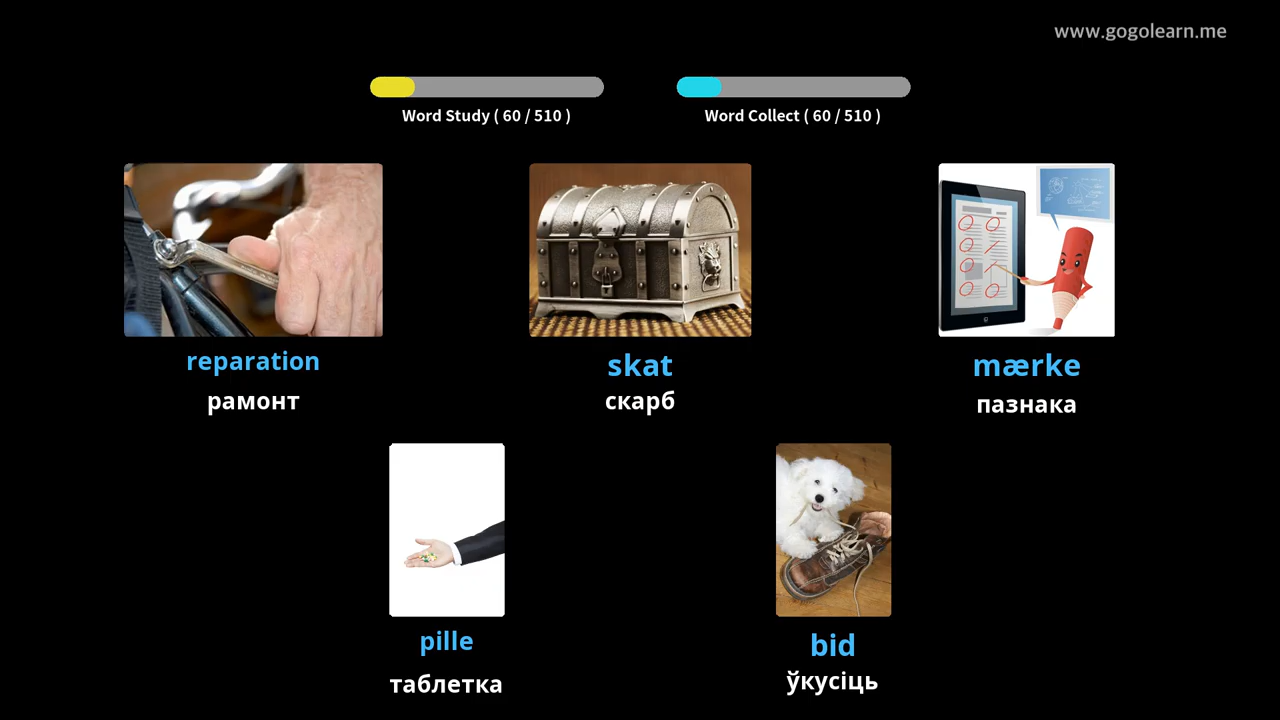 www.gogolearn.me
Word Study ( 60 / 510 )
Word Collect ( 60 / 510 )
reparation
рамонт
skat
скарб
mærke
пазнака
pille
таблетка
bid
ўкусіць